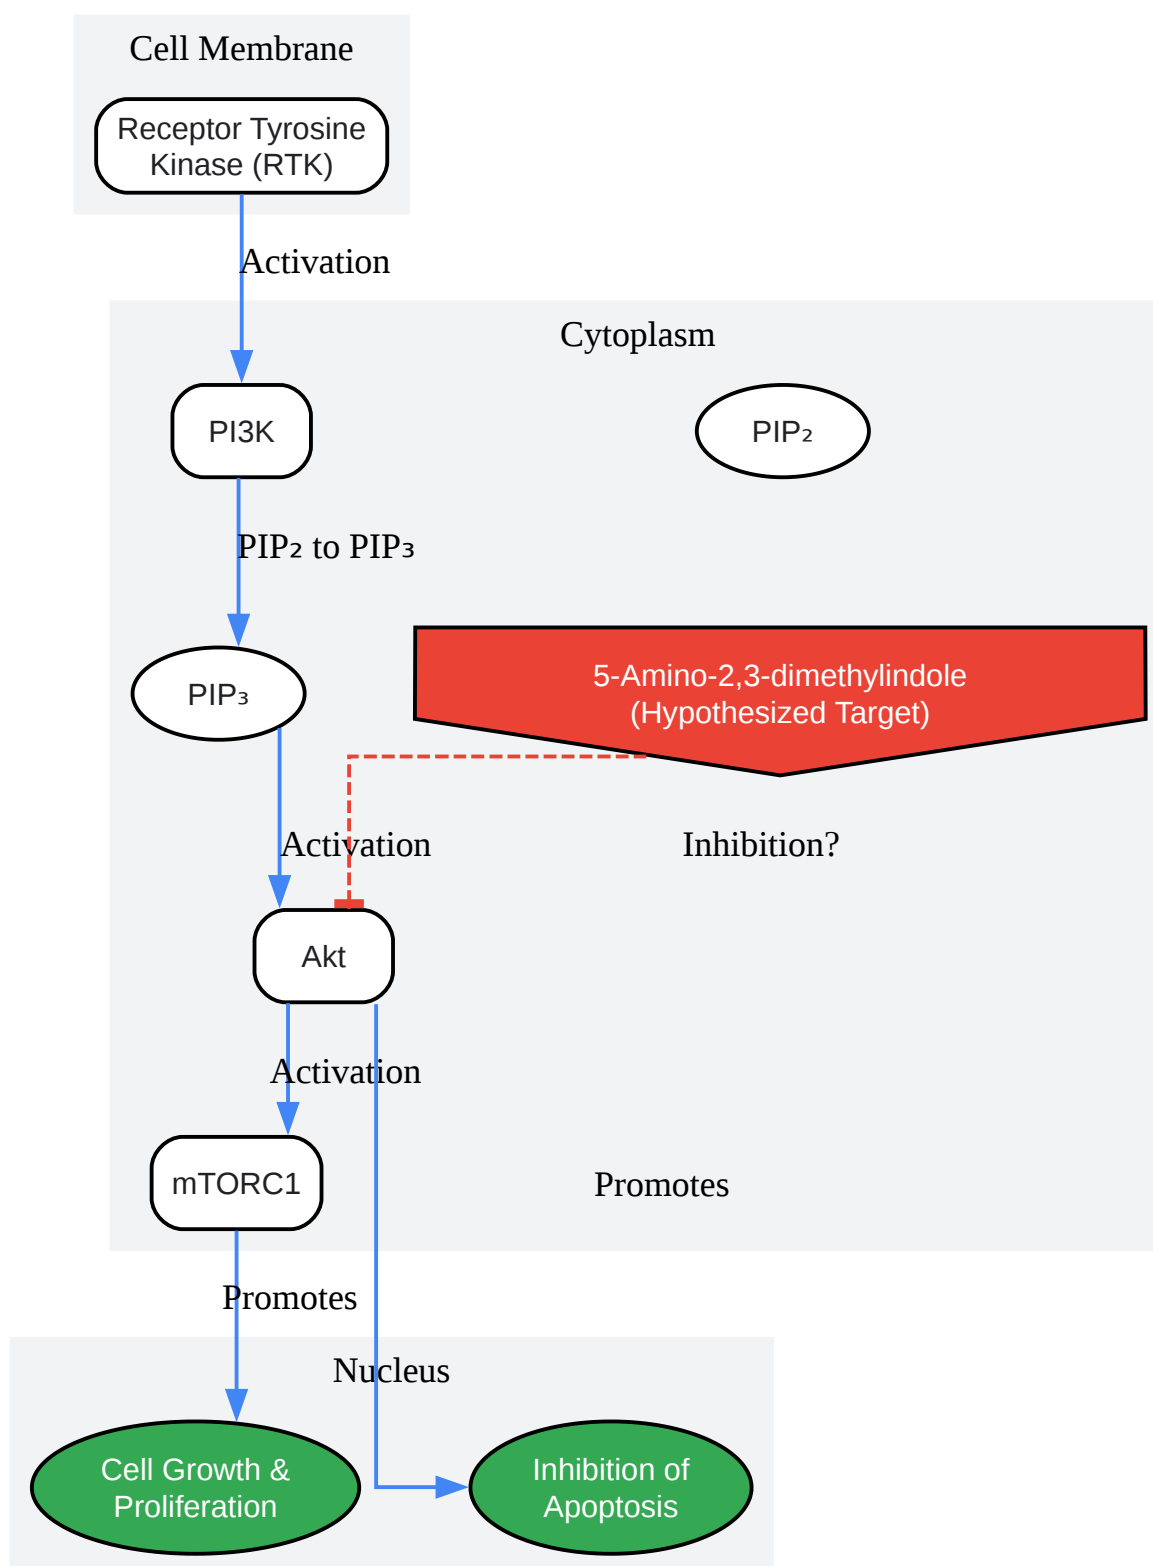 Cell Membrane
Receptor Tyrosine
Kinase (RTK)
Activation
Cytoplasm
PI3K
PIP₂
PIP₂ to PIP₃
PIP₃
5-Amino-2,3-dimethylindole
(Hypothesized Target)
Activation
Inhibition?
Akt
Activation
mTORC1
Promotes
Promotes
Nucleus
Cell Growth &
Proliferation
Inhibition of
Apoptosis